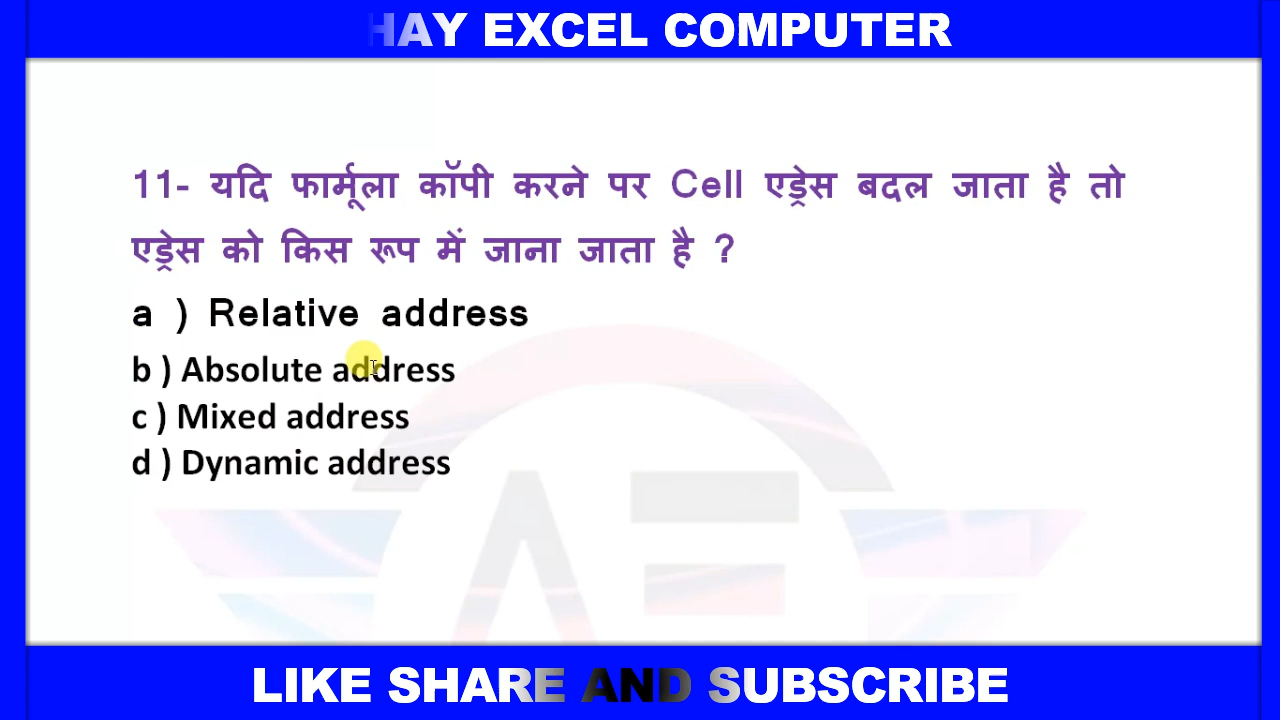 HAY EXCEL COMPUTER
11- यदि फार्मूला कॉपी करने पर Cell एड्रेस बदल जाता है तो
एड्रेस को किस रूप में जाना जाता है ?
a ) Relative address
b ) Absolute address
c ) Mixed address
d ) Dynamic address
AE
LIKE SHARE AND SUBSCRIBE